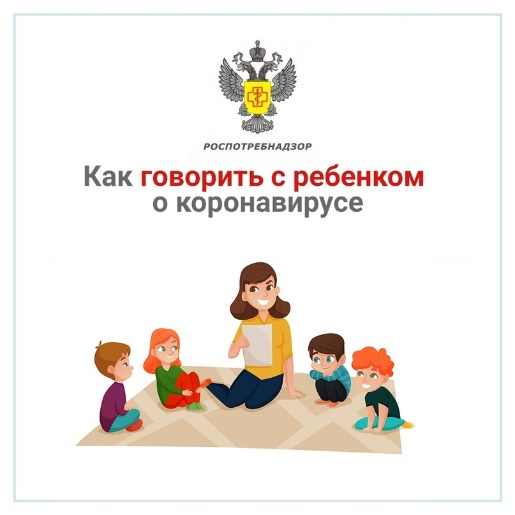 РОСПОТРЕБНАДЗОР
Как говорить с ребенком
о коронавирусе